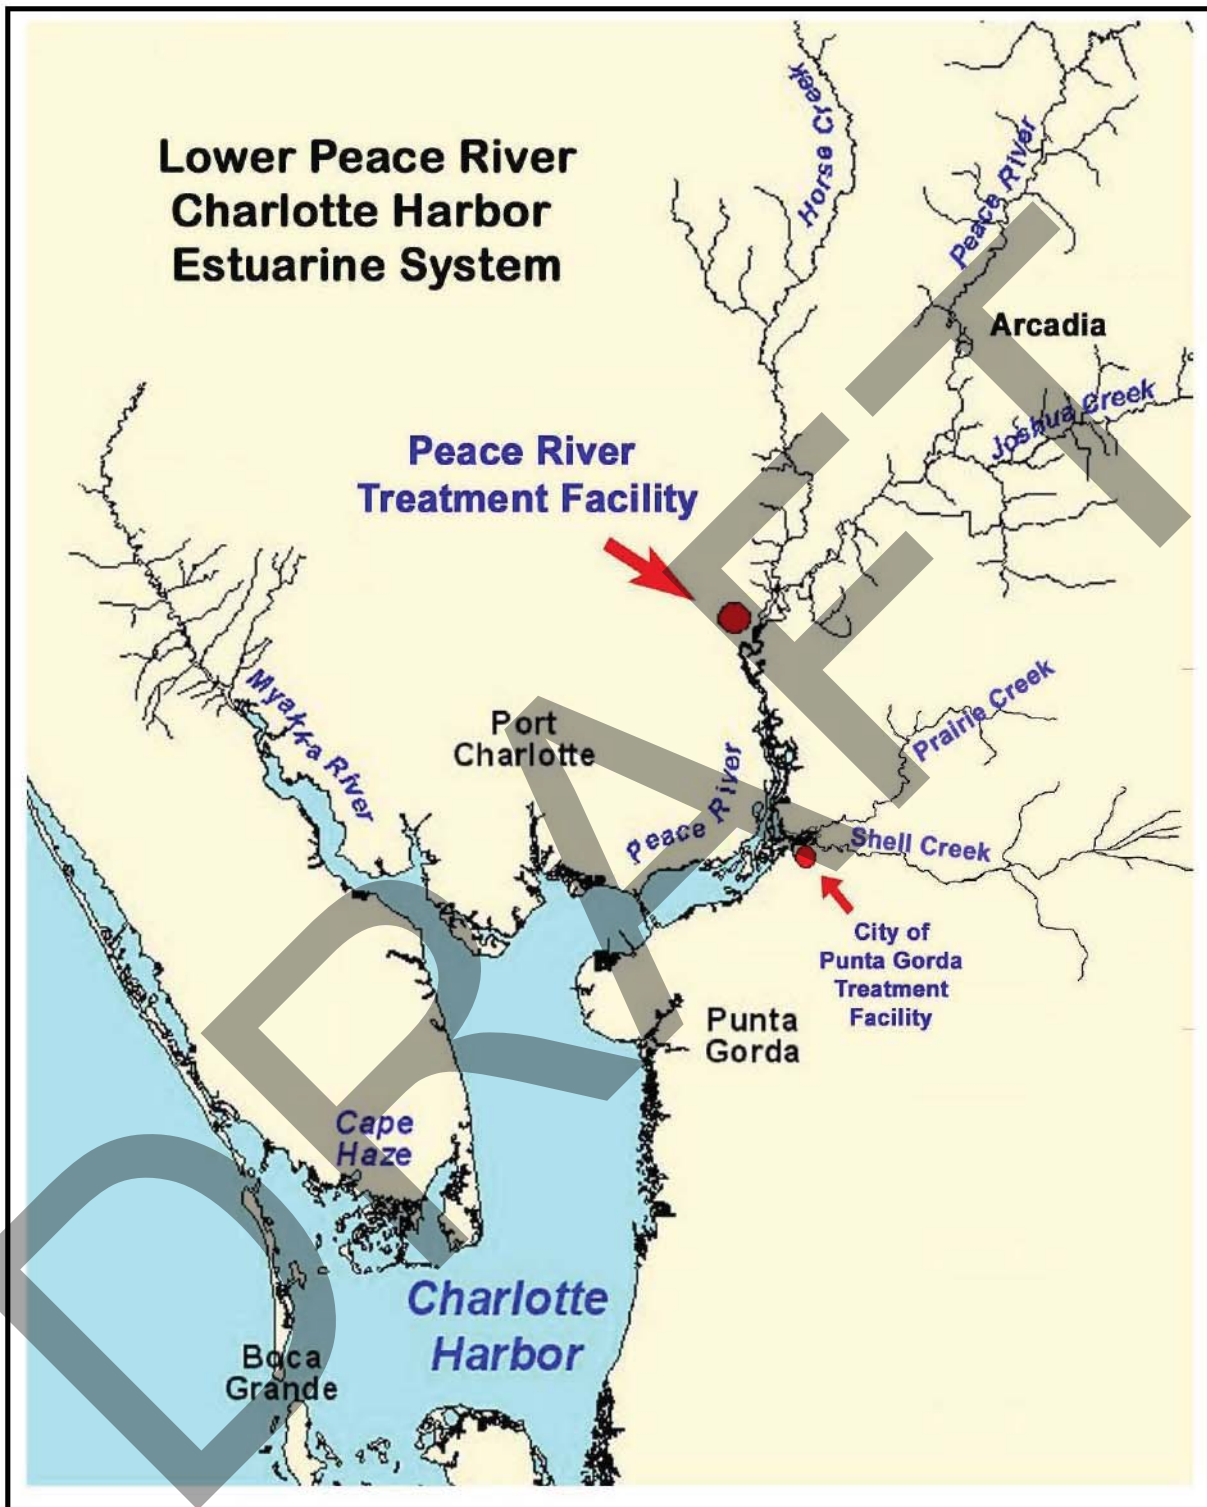 Lower Peace River
Charlotte Harbor
Estuarine System
Horse Creek
Peace River
Arcadia
Joshua Creek
Peace River
Treatment Facility
Myakka River
Port
Charlotte
Peace River
Prairie Creek
Shell Creek
City of
Punta Gorda
Treatment
Facility
Punta
Gorda
Cape
Haze
Charlotte
Harbor
Boca
Grande
DRAFT